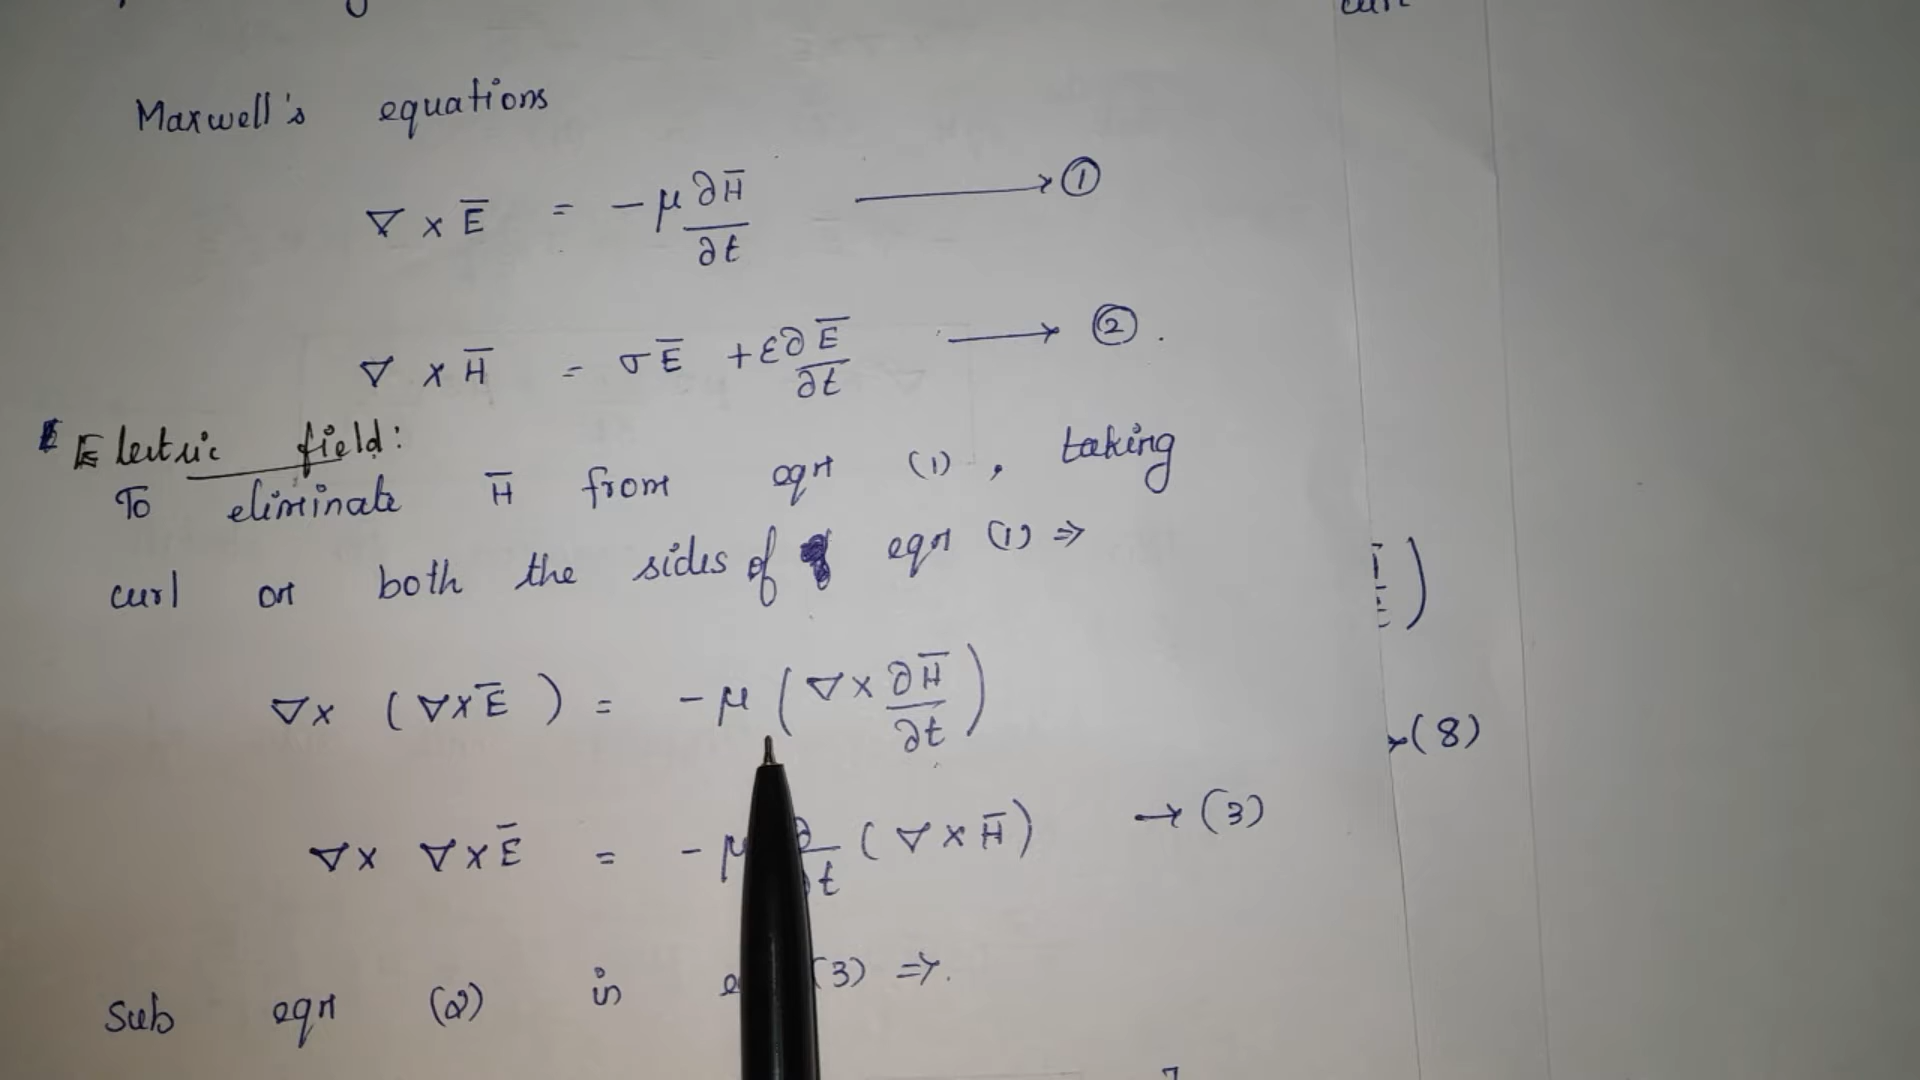 Maxwell's equations
∇ × E̅ = -μ ∂H̅/∂t → ①
∇ × H̅ = σE̅ + ε∂E̅/∂t → ② .
Electric field:
To eliminate H̅ from eqn (1), taking
curl on both the sides of eqn (1) ⇒
∇× (∇×E̅) = -μ (∇× ∂H̅/∂t)
→(8)
∇× ∇×E̅ = -μ ∂/∂t (∇×H̅) → (3)
Sub eqn (2) in (3) ⇒.